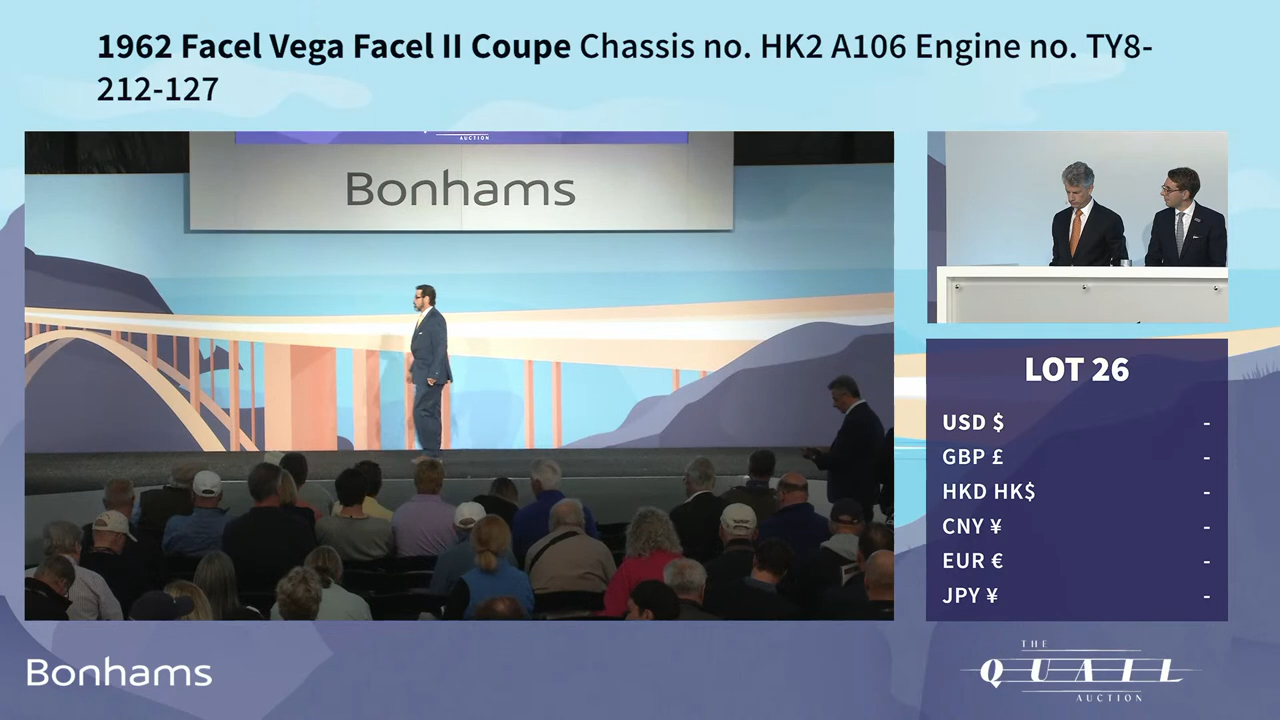 1962 Facel Vega Facel II Coupe Chassis no. HK2 A106 Engine no. TY8-
212-127
AUCTION
Bonhams
LOT 26
USD $ -
GBP £ -
HKD HK$ -
CNY ¥ -
EUR € -
JPY ¥ -
Bonhams
THE
QUAIL
AUCTION